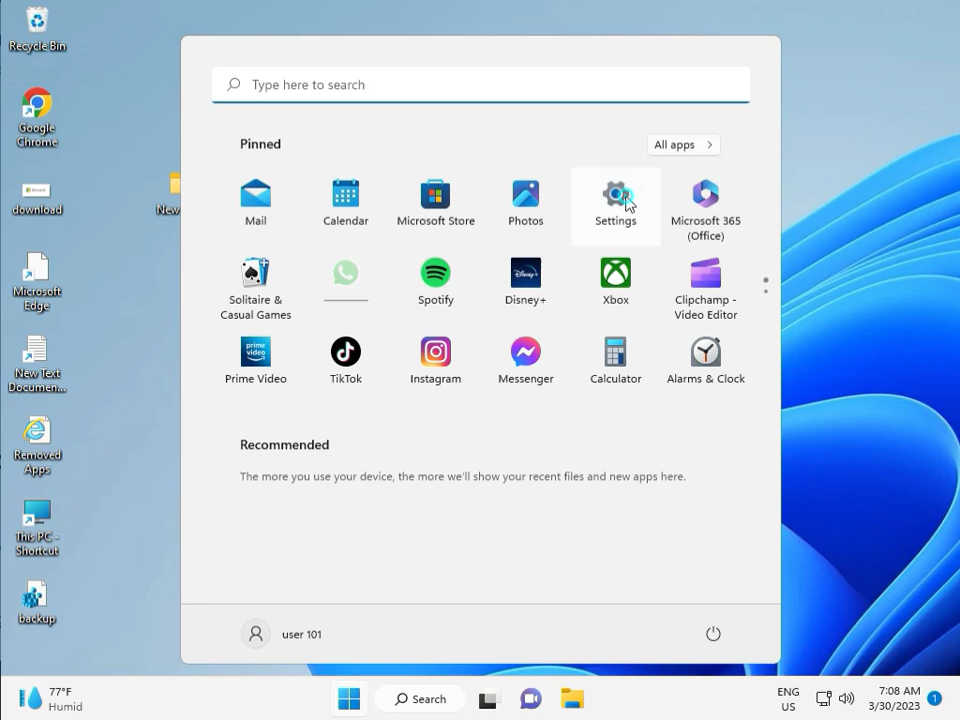 Recycle Bin
Google
Chrome
download
Microsoft
Edge
New Text
Documen...
Removed
Apps
This PC -
Shortcut
backup
New
Type here to search
Pinned
All apps
Mail
Calendar
Microsoft Store
Photos
Settings
Microsoft 365
(Office)
Solitaire &
Casual Games
Spotify
Disney+
Disney+
Xbox
Clipchamp -
Video Editor
prime
video
Prime Video
TikTok
Instagram
Messenger
Calculator
Alarms & Clock
Recommended
The more you use your device, the more we'll show your recent files and new apps here.
user 101
77°F
Humid
Search
ENG
US
7:08 AM
3/30/2023
1